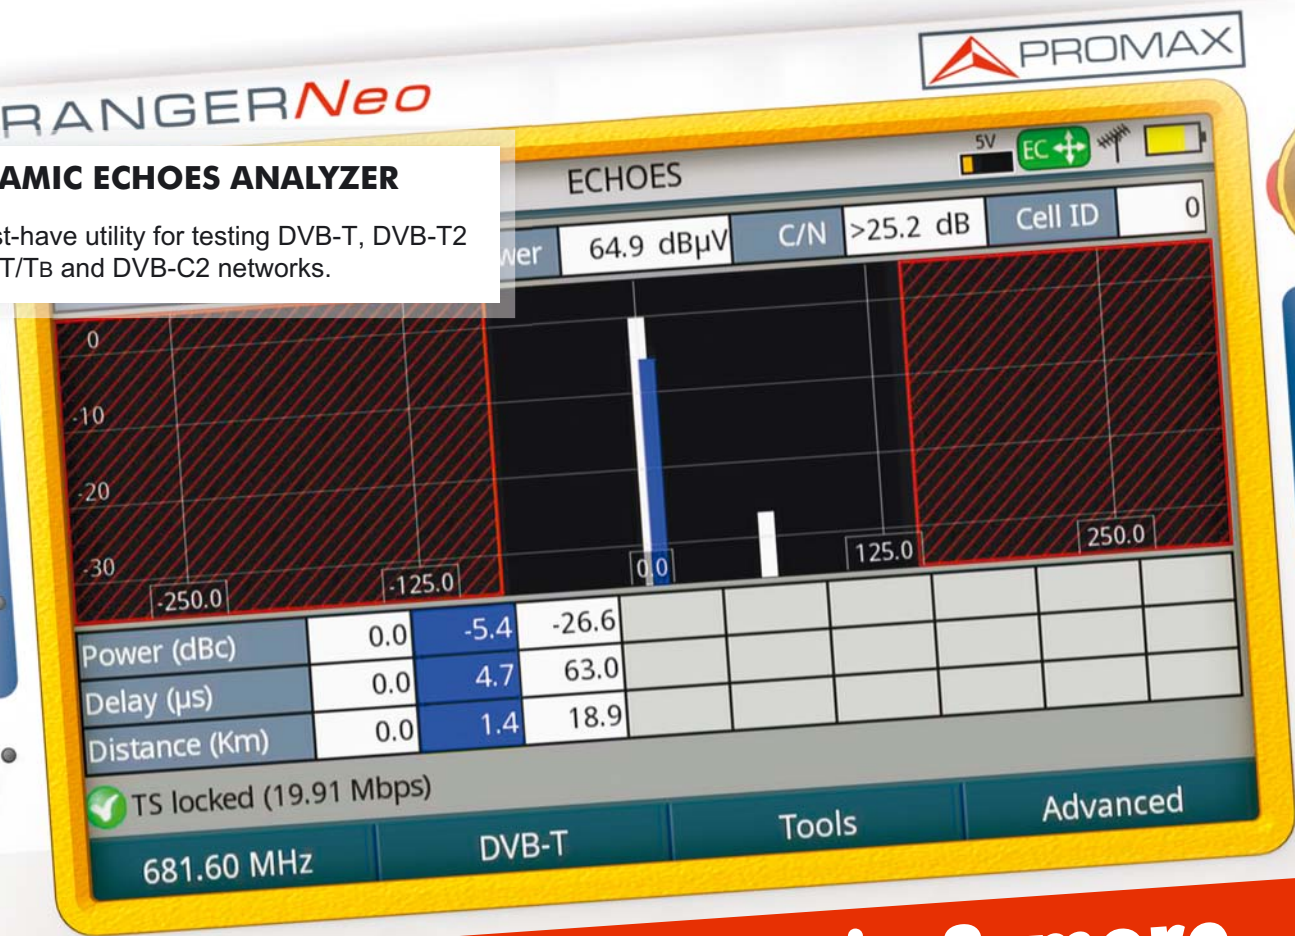 RANGERNeo
PROMAX
AMIC ECHOES ANALYZER
st-have utility for testing DVB-T, DVB-T2
T/TB and DVB-C2 networks.
ECHOES
5V
EC
wer
64.9 dBµV
C/N
>25.2 dB
Cell ID
0
0
-10
-20
-30
-250.0
-125.0
0.0
125.0
250.0
Power (dBc) 0.0 -5.4 -26.6
Delay (µs) 0.0 4.7 63.0
Distance (Km) 0.0 1.4 18.9
TS locked (19.91 Mbps)
681.60 MHz
DVB-T
Tools
Advanced